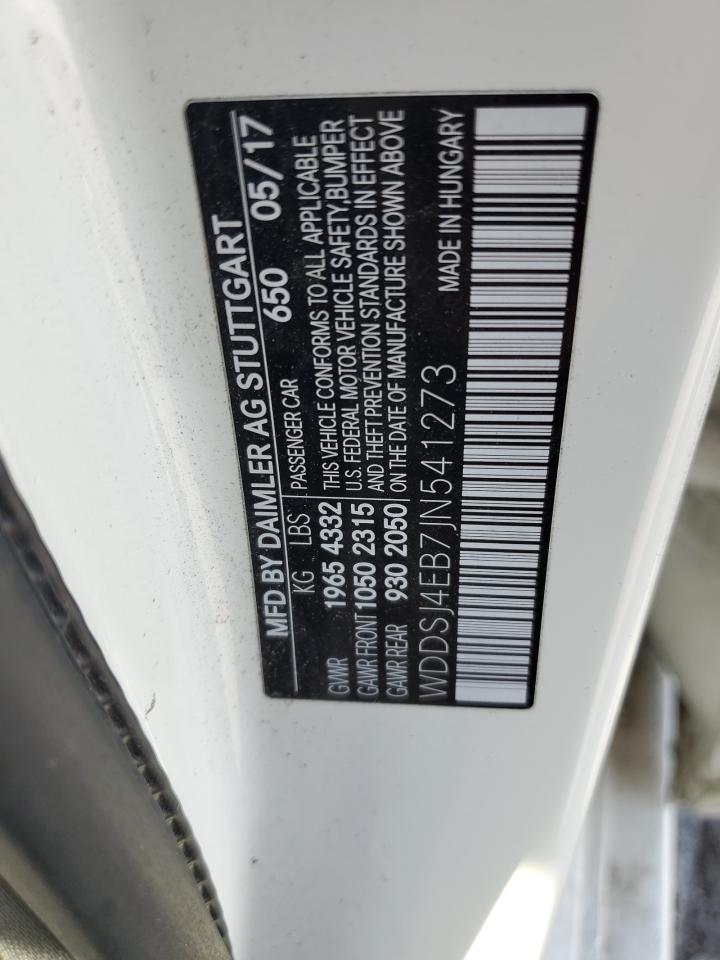 MFD BY DAIMLER AG STUTTGART
650 05/17
KG LBS PASSENGER CAR
GVWR 1965 4332 THIS VEHICLE CONFORMS TO ALL APPLICABLE
GAWR FRONT 1050 2315 U.S. FEDERAL MOTOR VEHICLE SAFETY, BUMPER
AND THEFT PREVENTION STANDARDS IN EFFECT
GAWR REAR 930 2050 ON THE DATE OF MANUFACTURE SHOWN ABOVE
WDDSJ4EB7JN541273 MADE IN HUNGARY